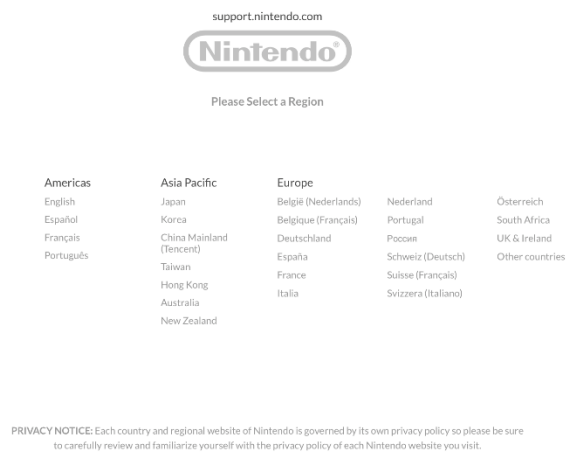 support.nintendo.com
Nintendo®
Please Select a Region
Americas
English
Español
Français
Português
Asia Pacific
Japan
Korea
China Mainland
(Tencent)
Taiwan
Hong Kong
Australia
New Zealand
Europe
België (Nederlands)
Belgique (Français)
Deutschland
España
France
Italia
Nederland
Portugal
Россия
Schweiz (Deutsch)
Suisse (Français)
Svizzera (Italiano)
Österreich
South Africa
UK & Ireland
Other countries
PRIVACY NOTICE: Each country and regional website of Nintendo is governed by its own privacy policy so please be sure
to carefully review and familiarize yourself with the privacy policy of each Nintendo website you visit.